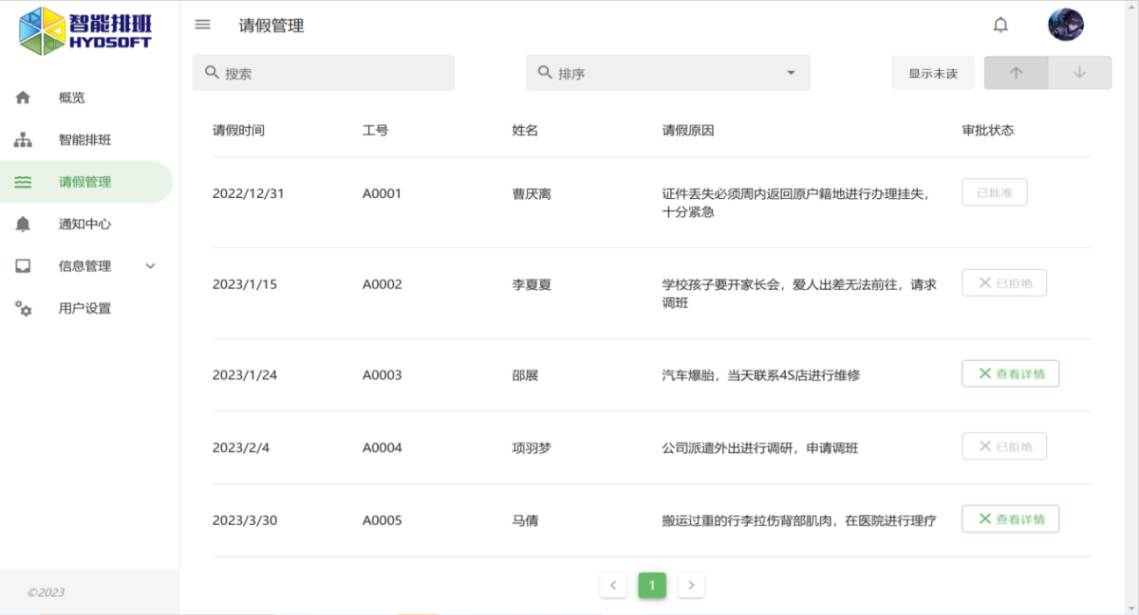 智能排班
HYDSOFT
请假管理
搜索
排序
显示未读
概览
智能排班
请假管理
通知中心
信息管理
用户设置
请假时间 工号 姓名 请假原因 审批状态
2022/12/31 A0001 曹厌离 证件丢失必须周内返回原户籍地进行办理挂失, 已批准
十分紧急
2023/1/15 A0002 李夏夏 学校孩子要开家长会，爱人出差无法前往，请求 已拒绝
调班
2023/1/24 A0003 邵展 汽车爆胎，当天联系4S店进行维修 查看详情
2023/2/4 A0004 项羽梦 公司派遣外出进行调研，申请调班 已拒绝
2023/3/30 A0005 马倩 搬运过重的行李拉伤背部肌肉，在医院进行理疗 查看详情
1
©2023